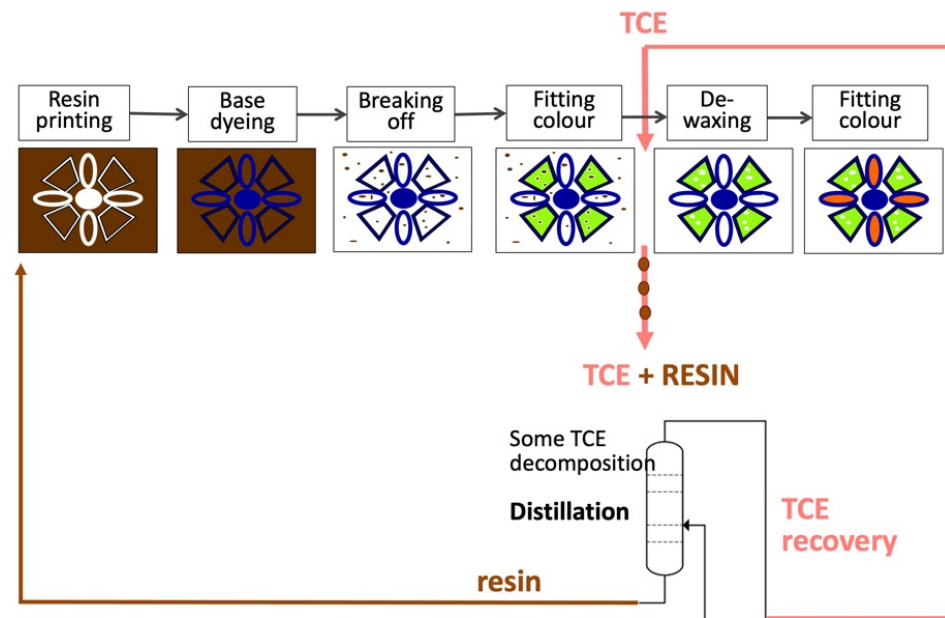 TCE
Resin
printing
Base
dyeing
Breaking
off
Fitting
colour
De-
waxing
Fitting
colour
TCE + RESIN
Some TCE
decomposition
Distillation
TCE
recovery
resin